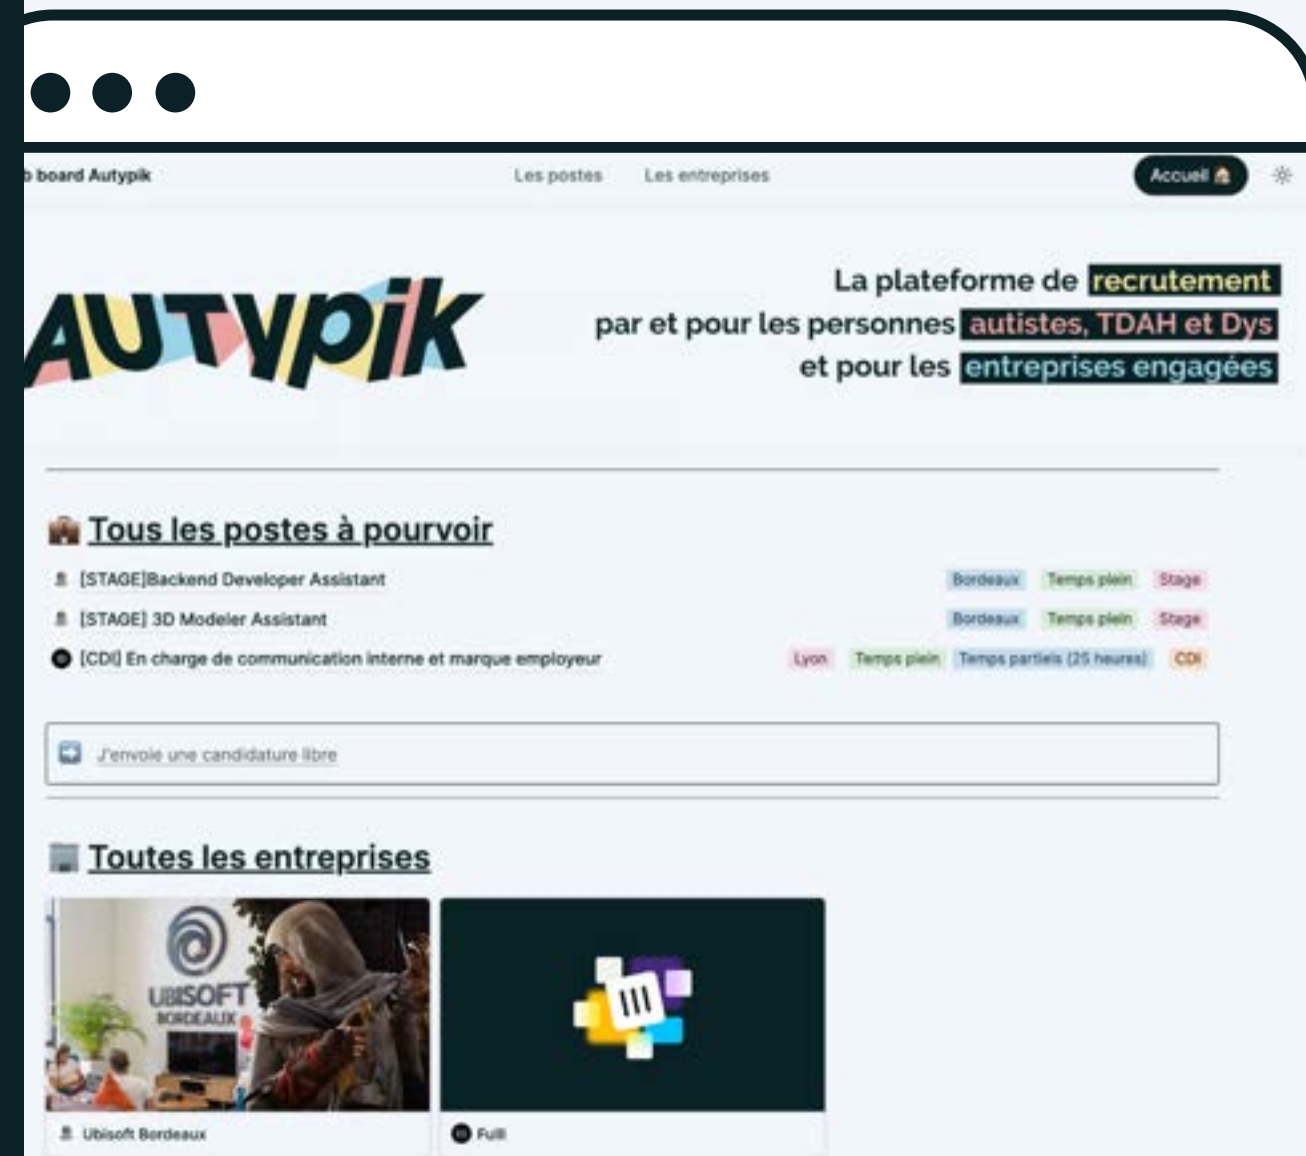 b board Autypik
Les postes
Les entreprises
Accueil
AUTYPIK
La plateforme de recrutement
par et pour les personnes autistes, TDAH et Dys
et pour les entreprises engagées
Tous les postes à pourvoir
[STAGE]Backend Developer Assistant Bordeaux Temps plein Stage
[STAGE] 3D Modeler Assistant Bordeaux Temps plein Stage
[CDI] En charge de communication interne et marque employeur Lyon Temps plein Temps partiels (25 heures) CDI
J'envoie une candidature libre
Toutes les entreprises
UBISOFT
BORDEAUX
Ubisoft Bordeaux
Fulll